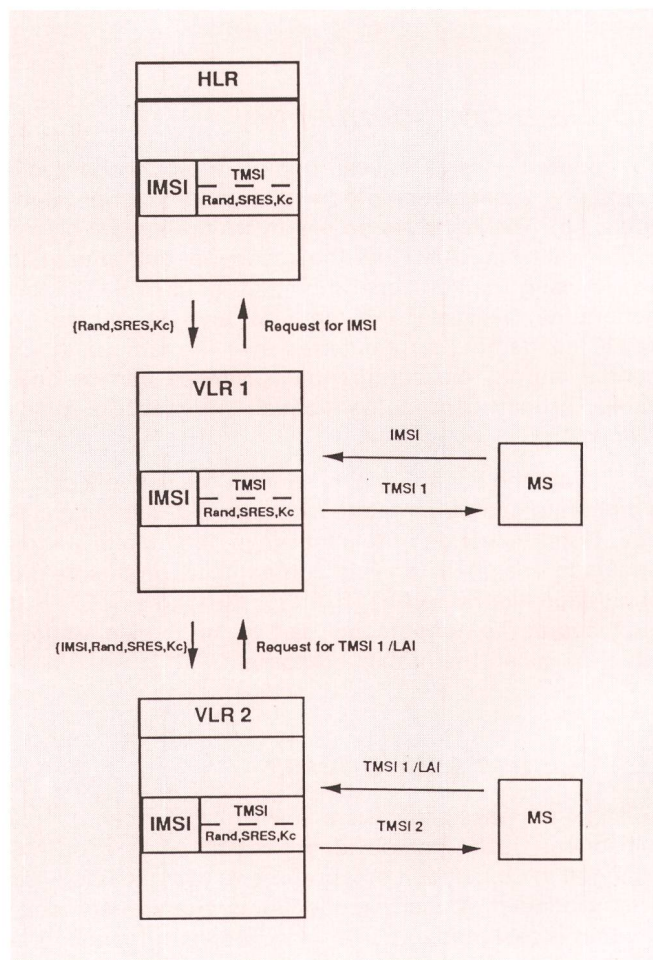 HLR
IMSI
TMSI
Rand,SRES,Kc
{Rand,SRES,Kc}
Request for IMSI
VLR 1
IMSI
IMSI
TMSI
Rand,SRES,Kc
TMSI 1
MS
{IMSI,Rand,SRES,Kc}
Request for TMSI 1 /LAI
VLR 2
TMSI 1 /LAI
IMSI
TMSI
Rand,SRES,Kc
TMSI 2
MS